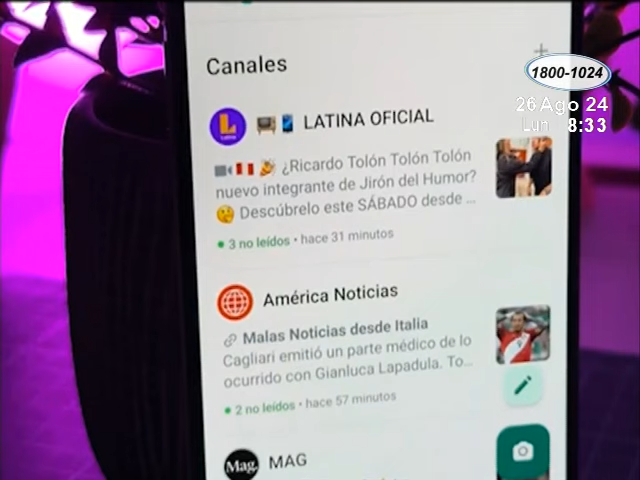 Canales
1800-1024
26 Ago 24
Lun 8:33
LATINA OFICIAL
¿Ricardo Tolón Tolón Tolón
nuevo integrante de Jirón del Humor?
Descúbrelo este SÁBADO desde ...
3 no leídos • hace 31 minutos
América Noticias
Malas Noticias desde Italia
Cagliari emitió un parte médico de lo
ocurrido con Gianluca Lapadula. To...
2 no leídos • hace 57 minutos
Mag.
MAG